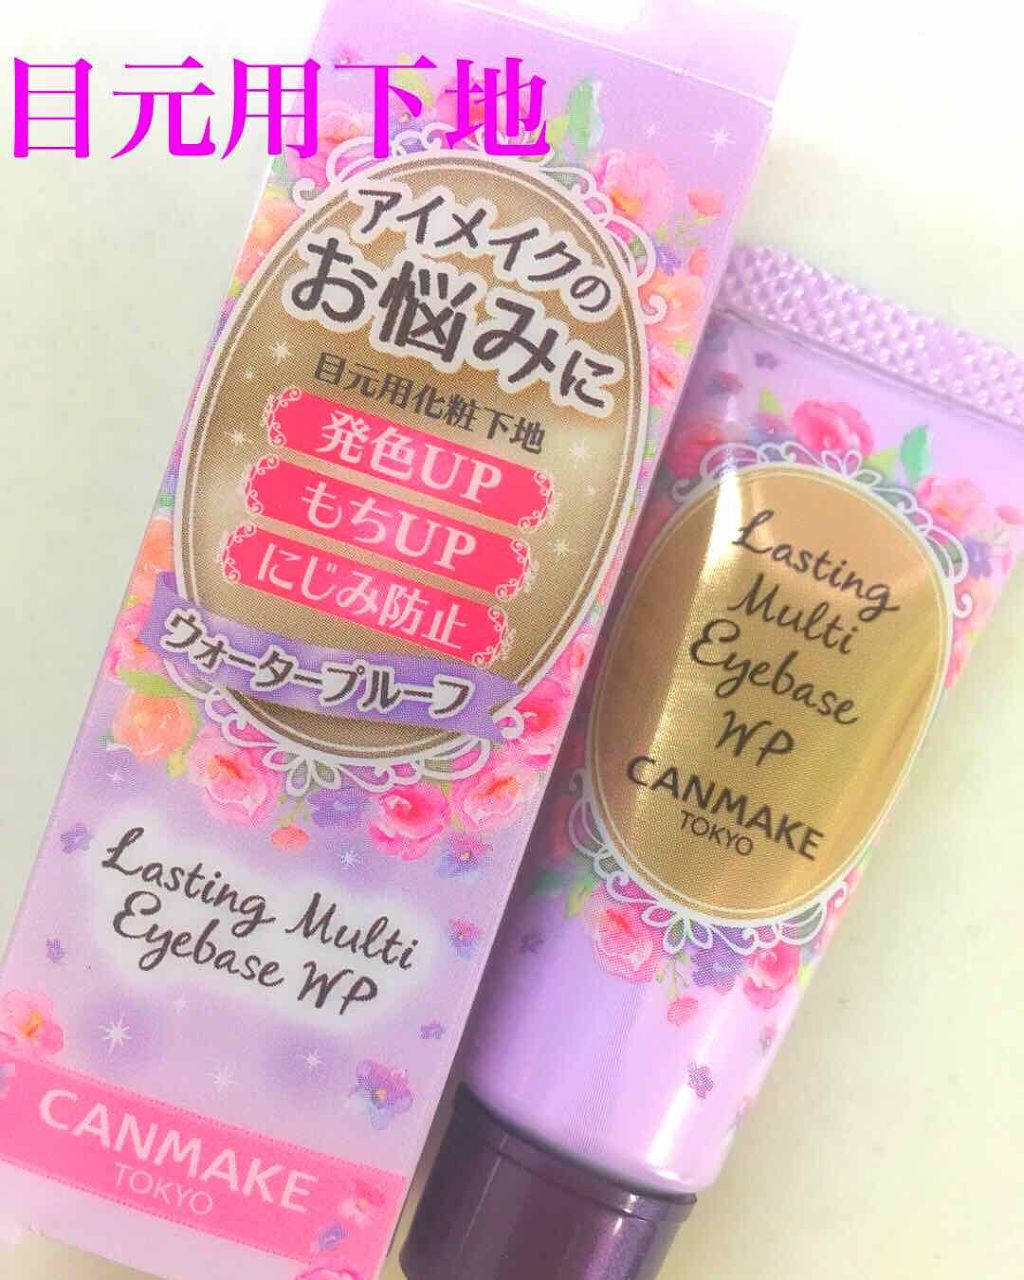 目元用下地
アイメイクの
お悩みに
目元用化粧下地
発色UP
もちUP
にじみ防止
ウォータープルーフ
Lasting Multi
Eyebase WP
CANMAKE
TOKYO
Lasting
Multi
Eyebase
WP
CANMAKE
TOKYO